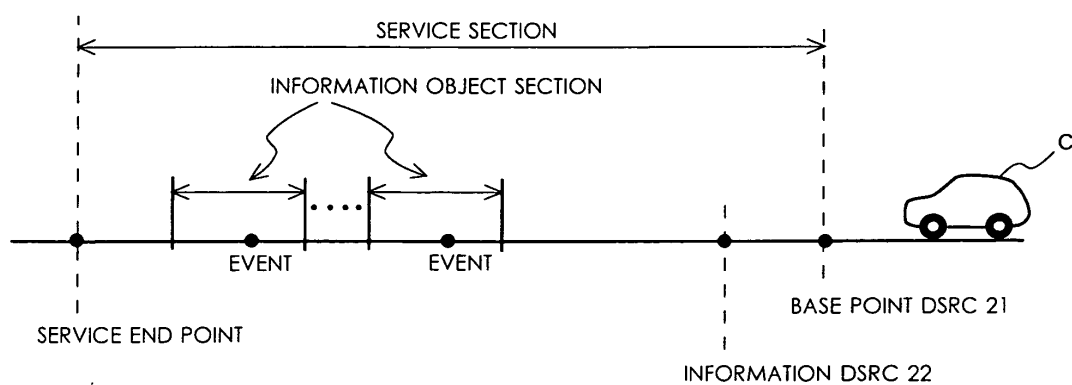 SERVICE SECTION
INFORMATION OBJECT SECTION
C
EVENT
EVENT
BASE POINT DSRC 21
SERVICE END POINT
INFORMATION DSRC 22